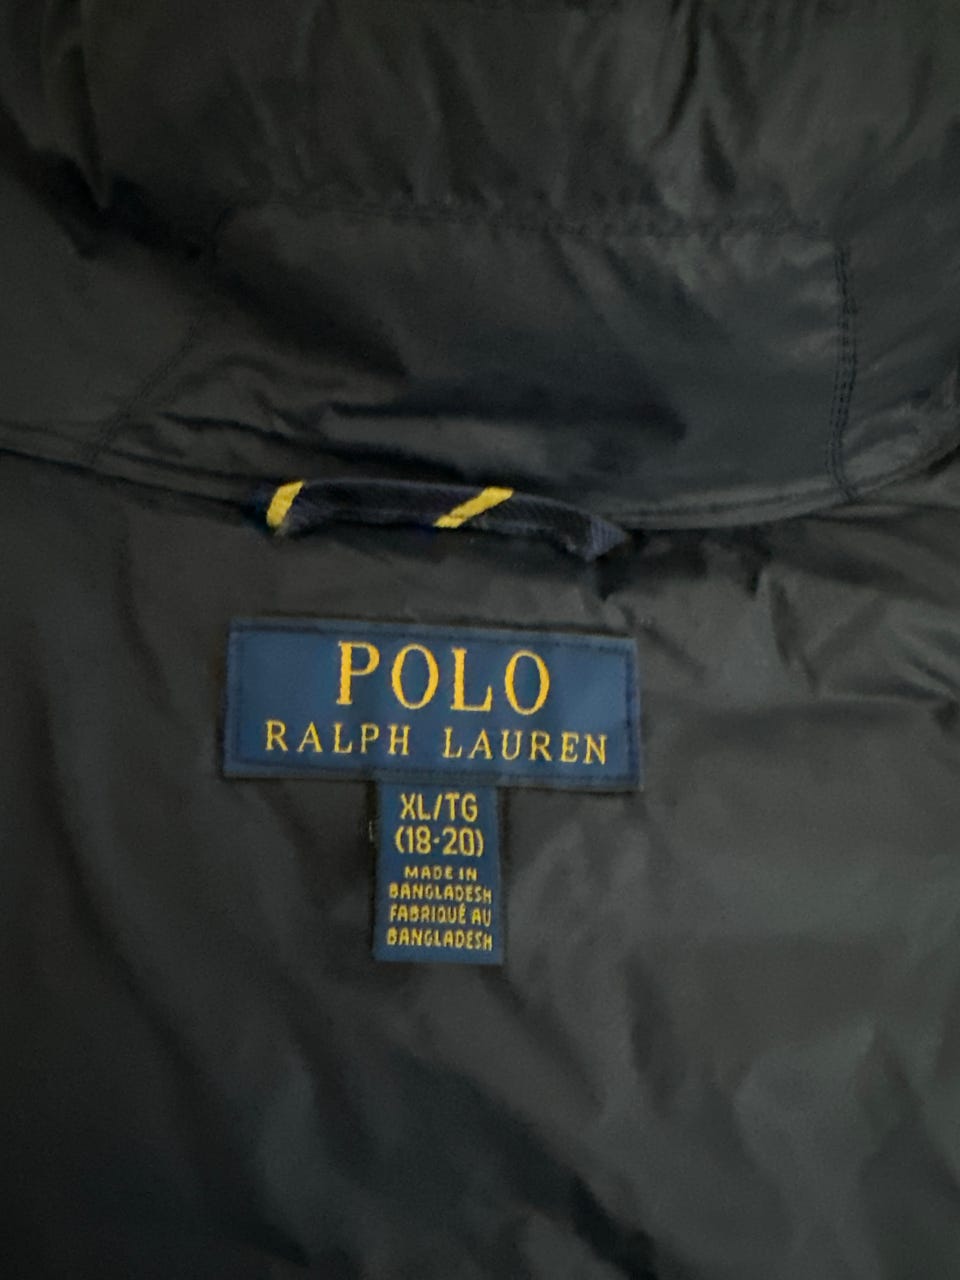 POLO
RALPH LAUREN
XL/TG
(18-20)
MADE IN
BANGLADESH
FABRIQUÉ AU
BANGLADESH